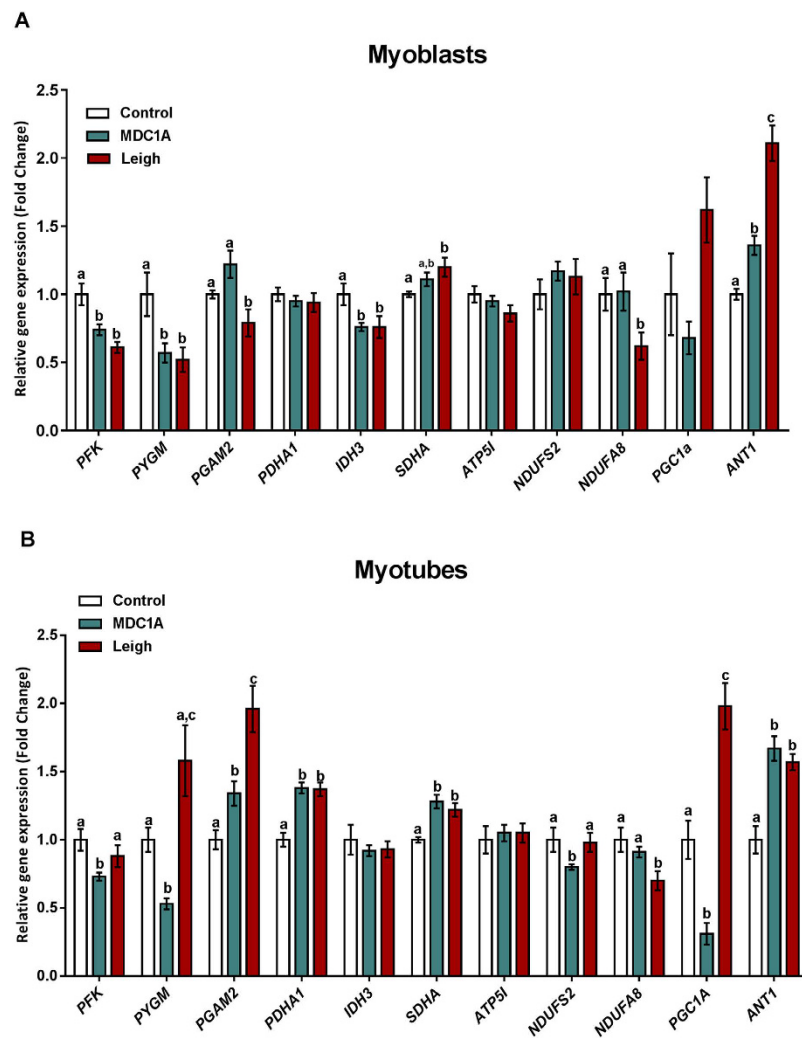 A
Myoblasts
Relative gene expression (Fold Change)
2.5
2.0
1.5
1.0
0.5
0.0
Control
MDC1A
Leigh
a b b
a b b
a a b
a b b
a a,b b
a a b
a b c
PFK PYGM PGAM2 PDHA1 IDH3 SDHA ATP5I NDUFS2 NDUFA8 PGC1a ANT1
B
Myotubes
Relative gene expression (Fold Change)
2.5
2.0
1.5
1.0
0.5
0.0
Control
MDC1A
Leigh
a b a
a b a,c
a b c
a b b
a b b
a b a
a a b
a b c
a b b
PFK PYGM PGAM2 PDHA1 IDH3 SDHA ATP5I NDUFS2 NDUFA8 PGC1A ANT1